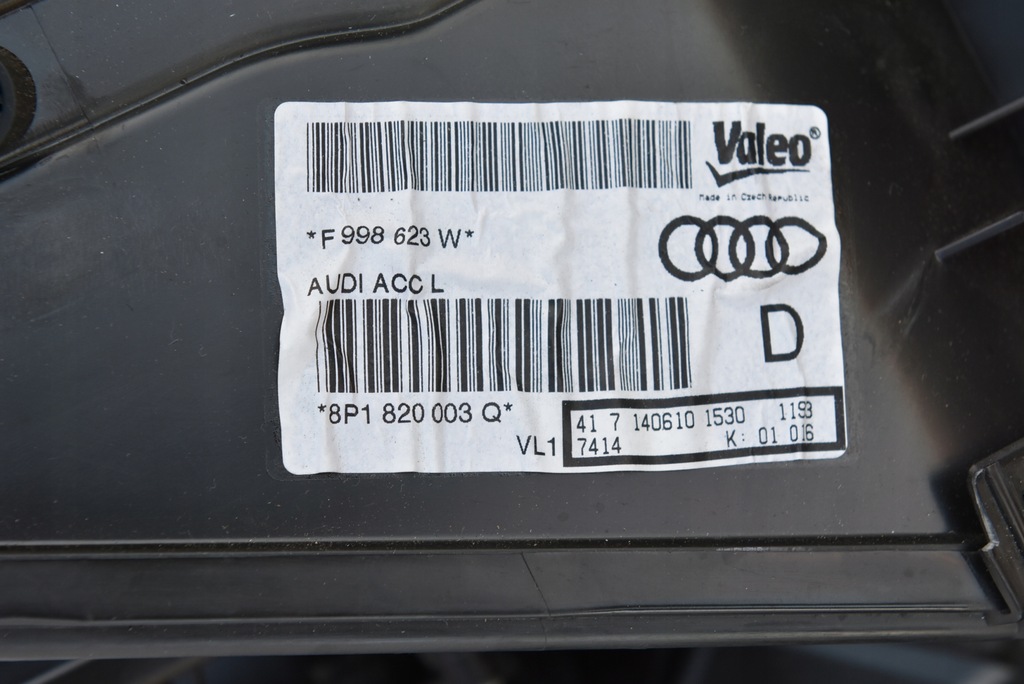 Valeo®
Made in Czech Republic
*F 998 623 W*
AUDI ACC L
D
*8P1 820 003 Q*
VL1
41 7 140610 1530 1193
7414 K: 01 016